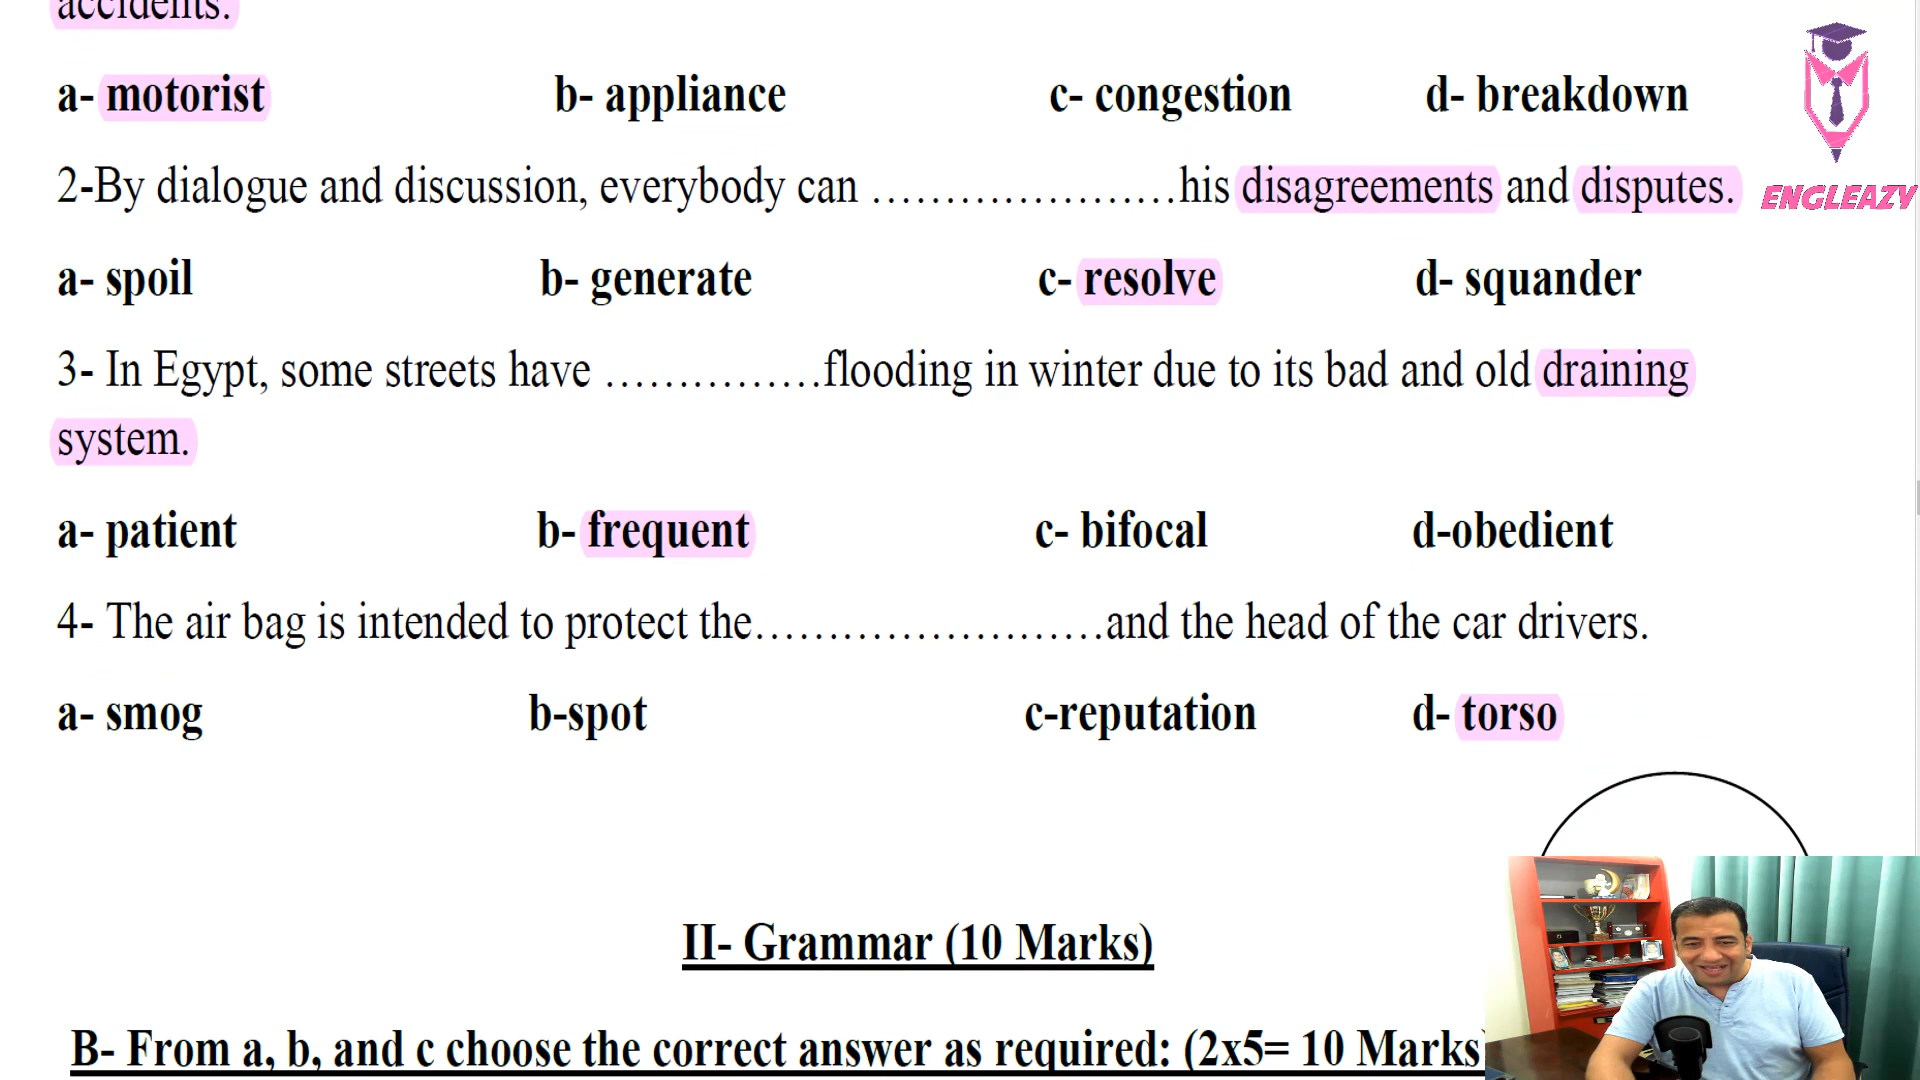 accidents.
a- motorist b- appliance c- congestion d- breakdown
2-By dialogue and discussion, everybody can .....................his disagreements and disputes.
ENGLEAZY
a- spoil b- generate c- resolve d- squander
3- In Egypt, some streets have ...............flooding in winter due to its bad and old draining
system.
a- patient b- frequent c- bifocal d-obedient
4- The air bag is intended to protect the........................and the head of the car drivers.
a- smog b-spot c-reputation d- torso
II- Grammar (10 Marks)
B- From a, b, and c choose the correct answer as required: (2x5= 10 Marks